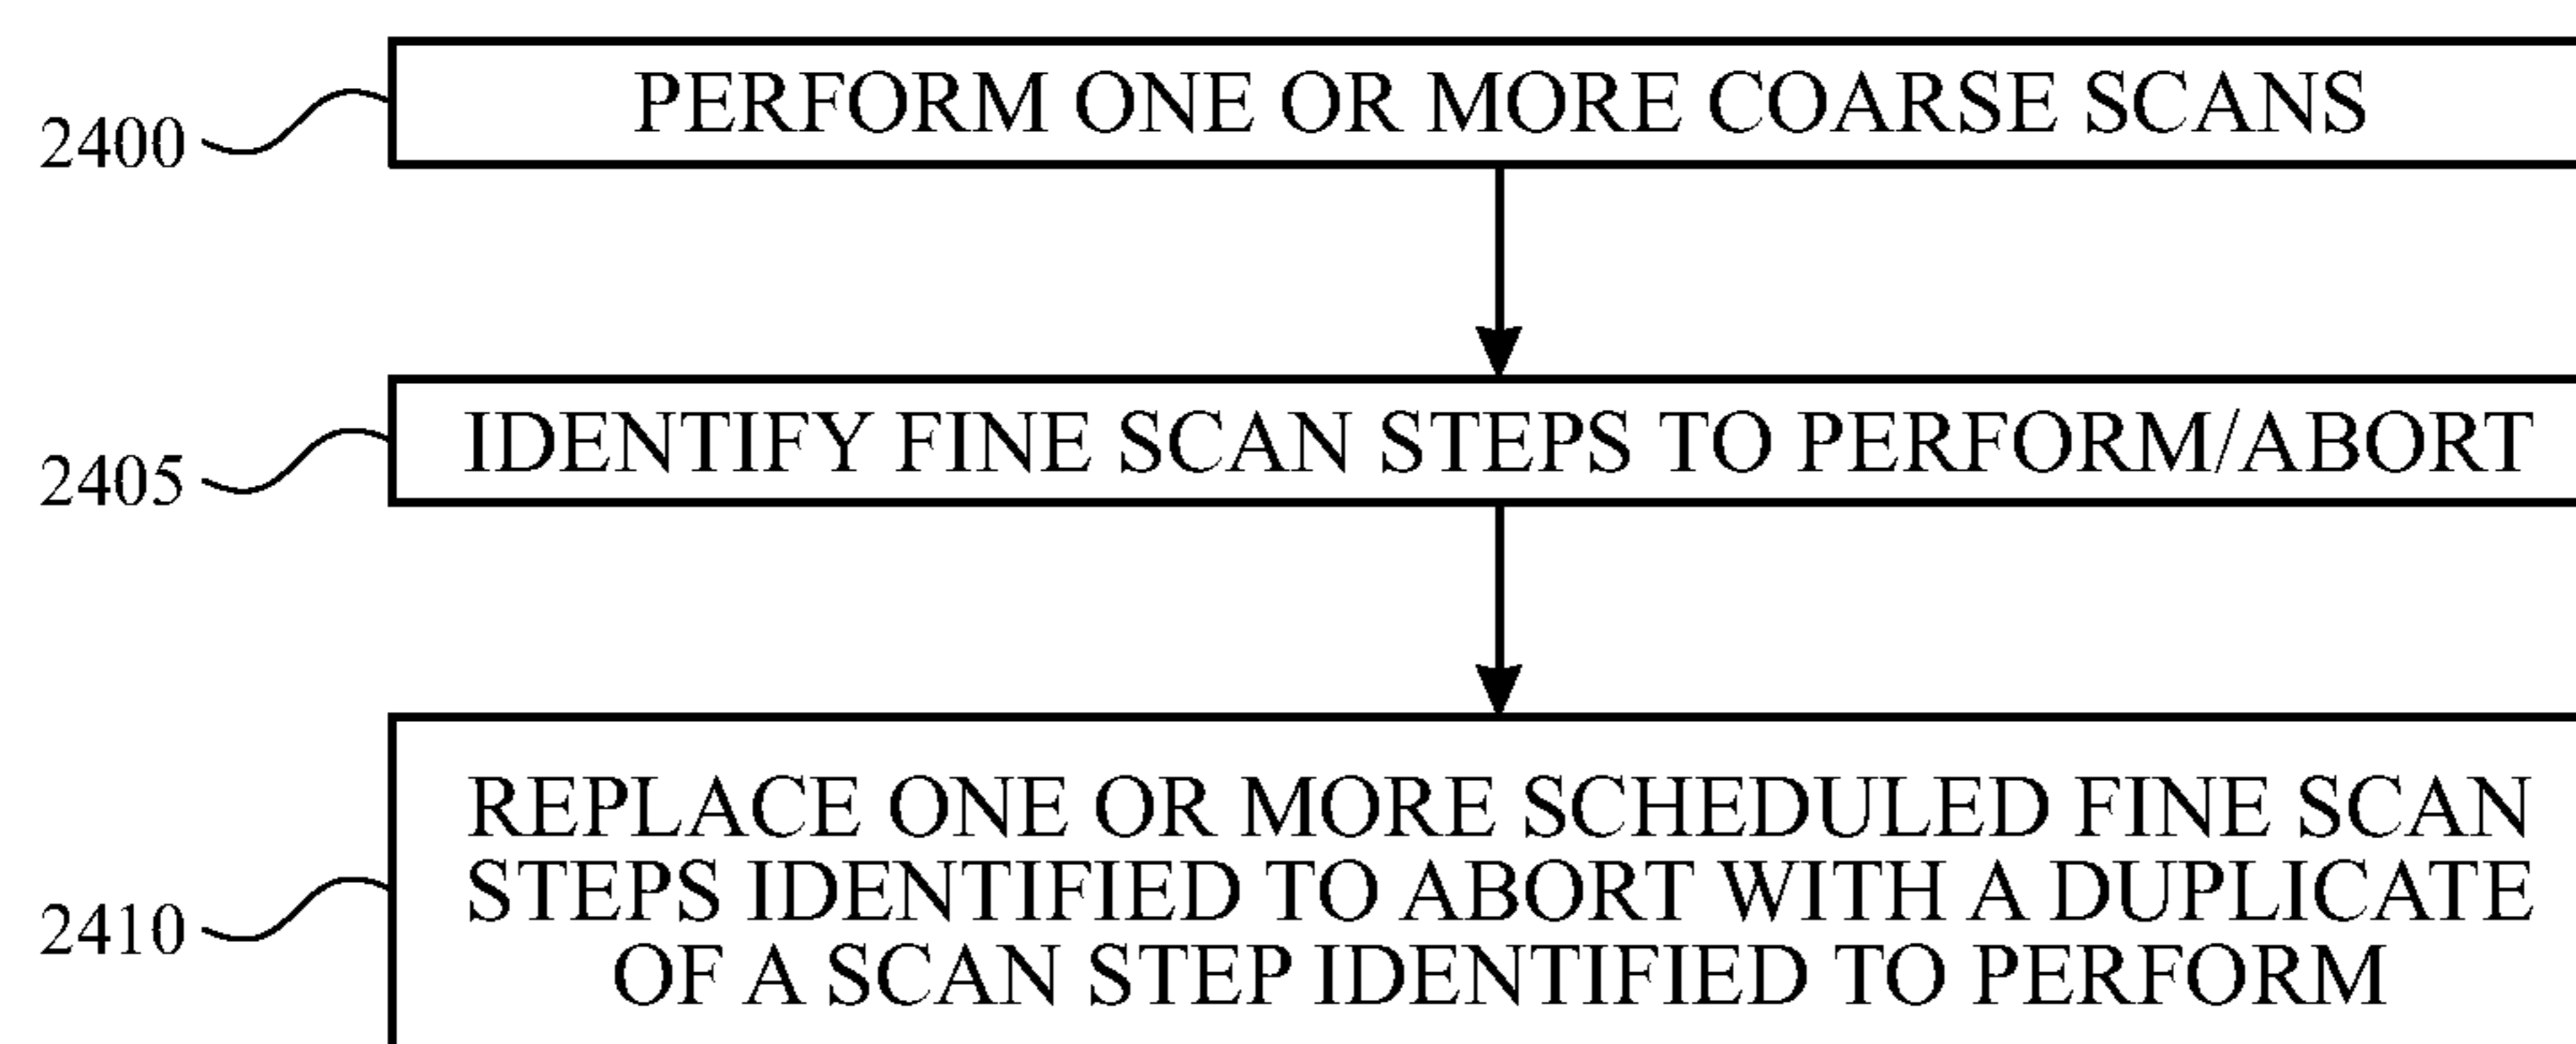 2400 PERFORM ONE OR MORE COARSE SCANS
2405 IDENTIFY FINE SCAN STEPS TO PERFORM/ABORT
REPLACE ONE OR MORE SCHEDULED FINE SCAN
STEPS IDENTIFIED TO ABORT WITH A DUPLICATE
2410 OF A SCAN STEP IDENTIFIED TO PERFORM